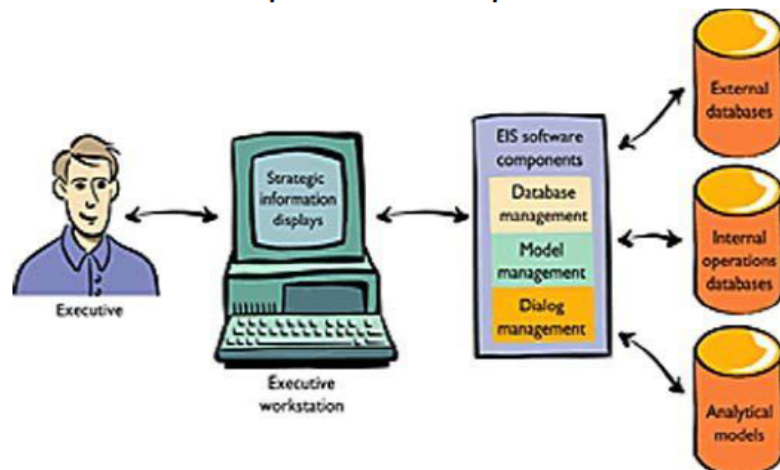 Executive
Strategic
information
displays
Executive
workstation
EIS software
components
Database
management
Model
management
Dialog
management
External
databases
Internal
operations
databases
Analytical
models